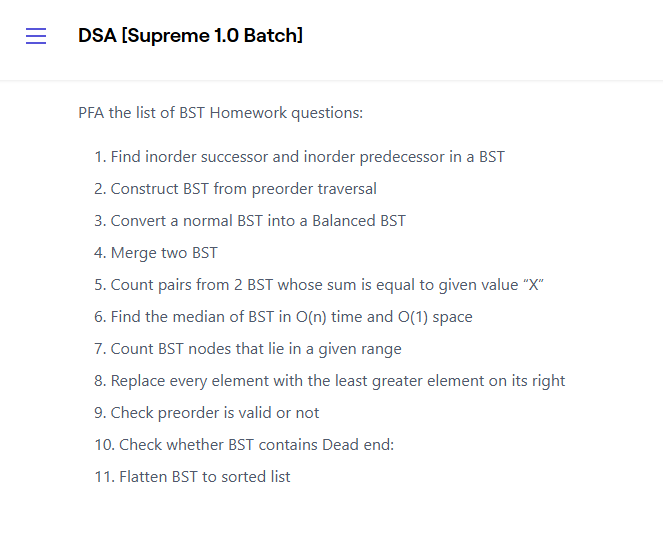 DSA [Supreme 1.0 Batch]
PFA the list of BST Homework questions:
1. Find inorder successor and inorder predecessor in a BST
2. Construct BST from preorder traversal
3. Convert a normal BST into a Balanced BST
4. Merge two BST
5. Count pairs from 2 BST whose sum is equal to given value “X”
6. Find the median of BST in O(n) time and O(1) space
7. Count BST nodes that lie in a given range
8. Replace every element with the least greater element on its right
9. Check preorder is valid or not
10. Check whether BST contains Dead end:
11. Flatten BST to sorted list